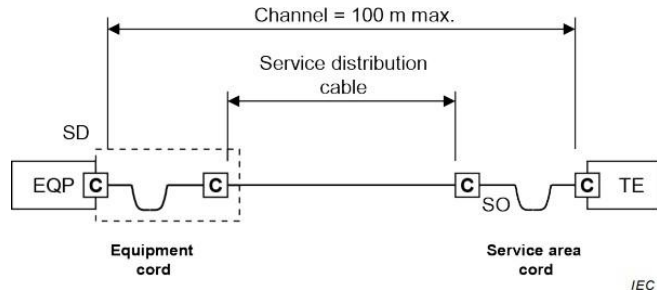 Channel = 100 m max.
Service distribution
cable
SD
EQP
C
C
C
C
TE
SO
Equipment
cord
Service area
cord
IEC